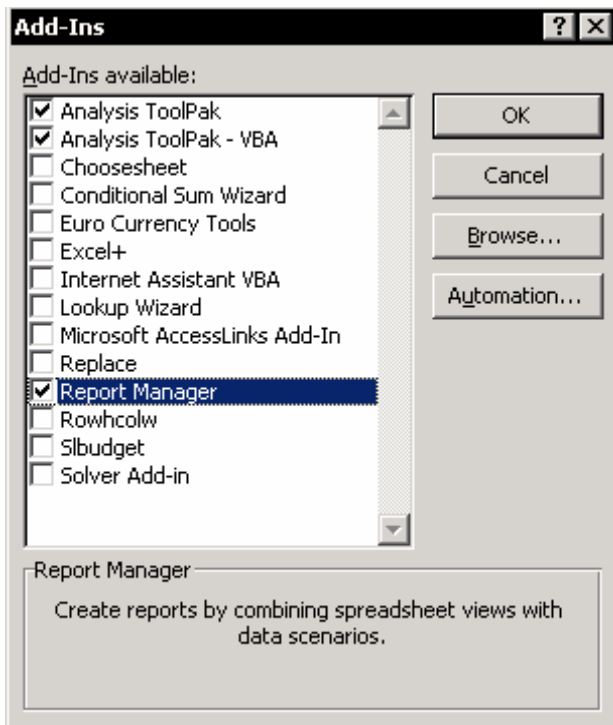 Add-Ins
Add-Ins available:
Analysis ToolPak
Analysis ToolPak - VBA
Choosesheet
Conditional Sum Wizard
Euro Currency Tools
Excel+
Internet Assistant VBA
Lookup Wizard
Microsoft AccessLinks Add-In
Replace
Report Manager
Rowhcolw
Slbudget
Solver Add-in
OK
Cancel
Browse...
Automation...
Report Manager
Create reports by combining spreadsheet views with
data scenarios.